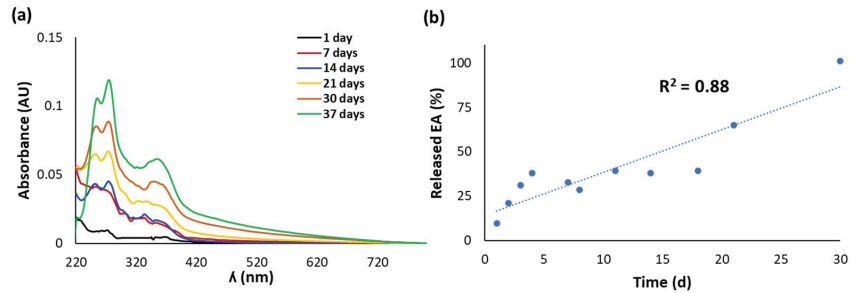 (a)
0.15
0.1
0.05
0
Absorbance (AU)
220 320 420 520 620 720
ʎ (nm)
1 day
7 days
14 days
21 days
30 days
37 days
(b)
100
75
50
25
0
Released EA (%)
0 5 10 15 20 25 30
Time (d)
R² = 0.88